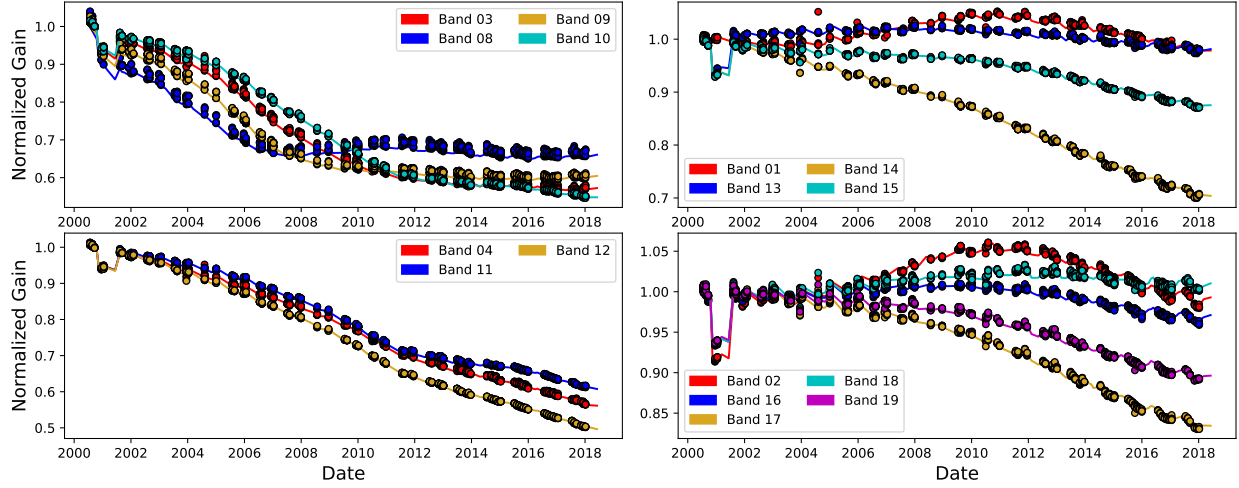 Normalized Gain
1.0
0.9
0.8
0.7
0.6
Band 03 Band 09
Band 08 Band 10
2000 2002 2004 2006 2008 2010 2012 2014 2016 2018
1.0
0.9
0.8
0.7
Band 01 Band 14
Band 13 Band 15
2000 2002 2004 2006 2008 2010 2012 2014 2016 2018
Normalized Gain
1.0
0.9
0.8
0.7
0.6
0.5
Band 04 Band 12
Band 11
2000 2002 2004 2006 2008 2010 2012 2014 2016 2018
Date
1.05
1.00
0.95
0.90
0.85
Band 02 Band 18
Band 16 Band 19
Band 17
2000 2002 2004 2006 2008 2010 2012 2014 2016 2018
Date